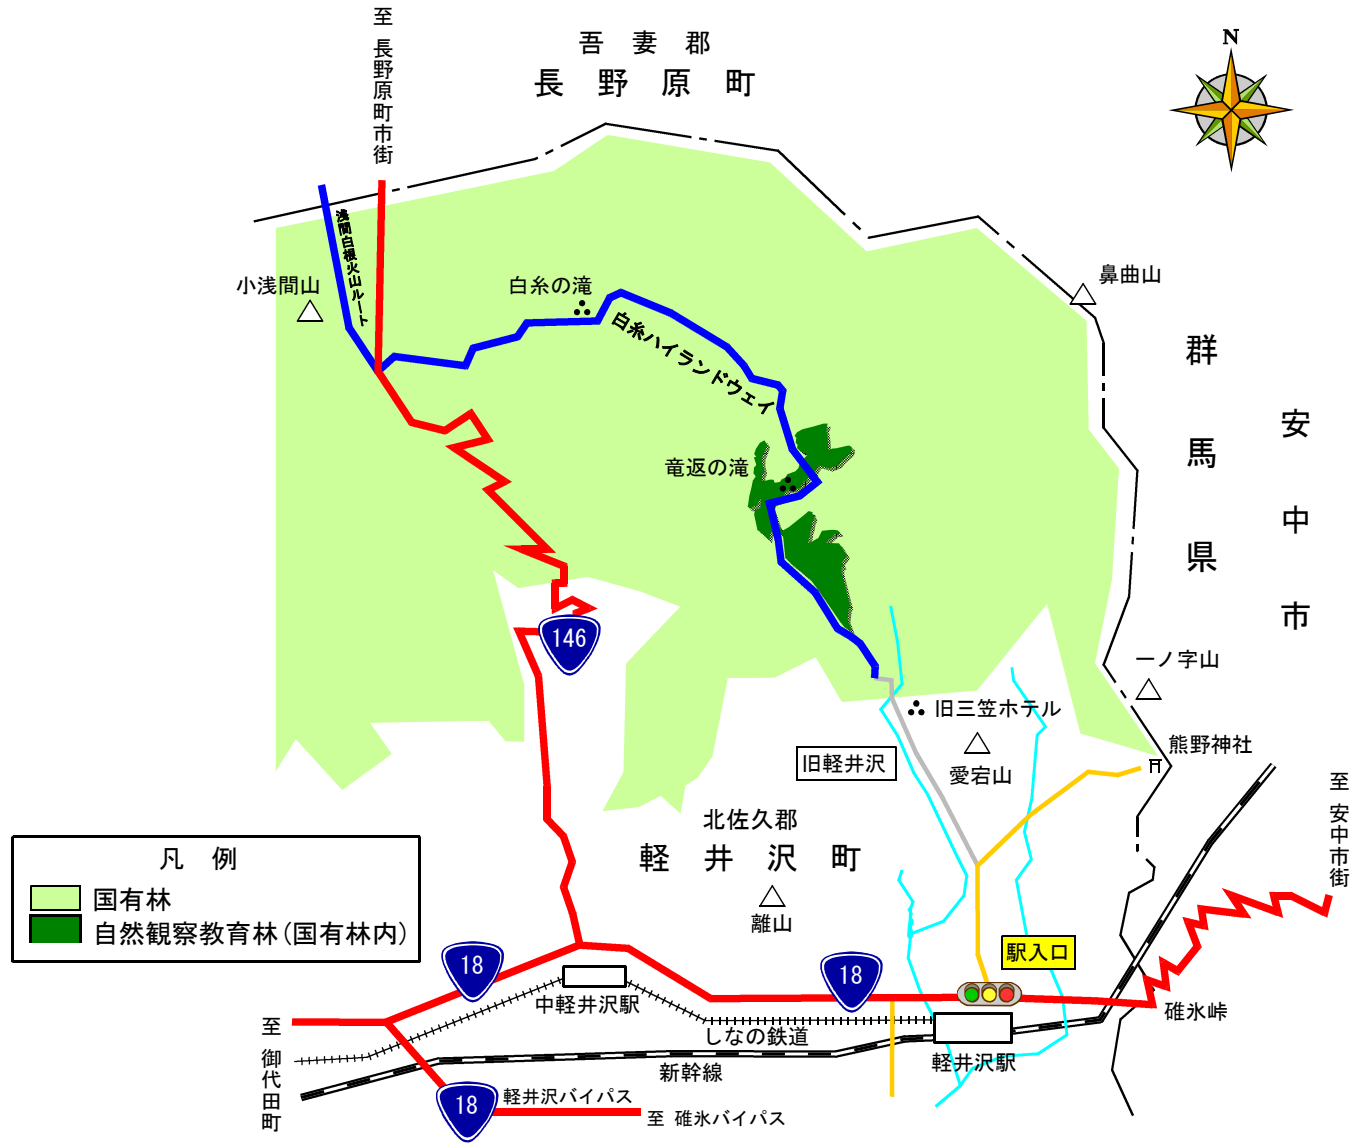 至 長野原町市街
吾妻郡
長野原町
N
浅間白根火山ルート
小浅間山
白糸の滝
白糸ハイランドウェイ
鼻曲山
群馬県
安中市
竜返の滝
146
一ノ字山
旧三笠ホテル
熊野神社
旧軽井沢
愛宕山
至 安中市街
北佐久郡
軽井沢町
離山
凡 例
国有林
自然観察教育林(国有林内)
駅入口
18
18
中軽井沢駅
碓氷峠
至 御代田町
しなの鉄道
軽井沢駅
新幹線
18
軽井沢バイパス
至 碓氷バイパス